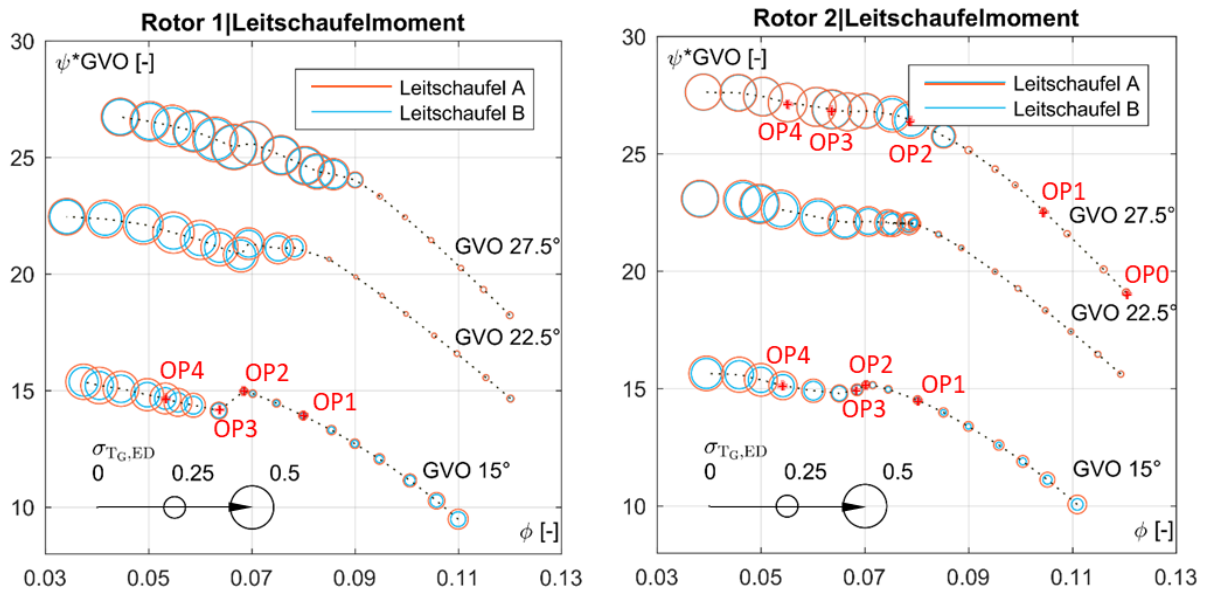 Rotor 1|Leitschaufelmoment
ψ*GVO [-]
Leitschaufel A
Leitschaufel B
30
25
20
15
10
GVO 27.5°
GVO 22.5°
OP4
OP2
OP3
OP1
GVO 15°
σ_{T_G,ED}
0
0.25
0.5
ϕ [-]
0.03
0.05
0.07
0.09
0.11
0.13
Rotor 2|Leitschaufelmoment
ψ*GVO [-]
Leitschaufel A
Leitschaufel B
30
25
20
15
10
OP4
OP3
OP2
OP1
GVO 27.5°
OP0
GVO 22.5°
OP4
OP2
OP3
OP1
GVO 15°
σ_{T_G,ED}
0
0.25
0.5
ϕ [-]
0.03
0.05
0.07
0.09
0.11
0.13